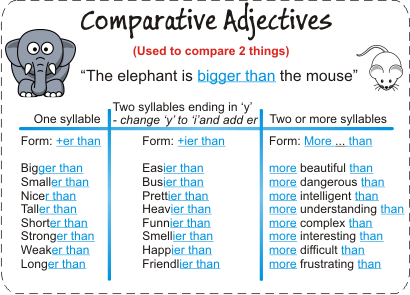 Comparative Adjectives
(Used to compare 2 things)
“The elephant is bigger than the mouse”
One syllable
Two syllables ending in ‘y’
- change ‘y’ to ‘i’and add er
Two or more syllables
Form: +er than
Bigger than
Smaller than
Nicer than
Taller than
Shorter than
Stronger than
Weaker than
Longer than
Form: +ier than
Easier than
Busier than
Prettier than
Heavier than
Funnier than
Smellier than
Happier than
Friendlier than
Form: More ... than
more beautiful than
more dangerous than
more intelligent than
more understanding than
more complex than
more interesting than
more difficult than
more frustrating than